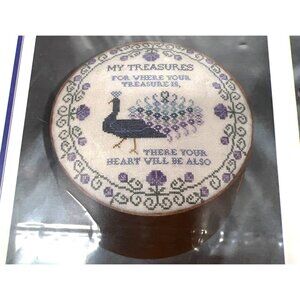 MY TREASURES
FOR WHERE YOUR
TREASURE IS,
THERE YOUR
HEART WILL BE ALSO